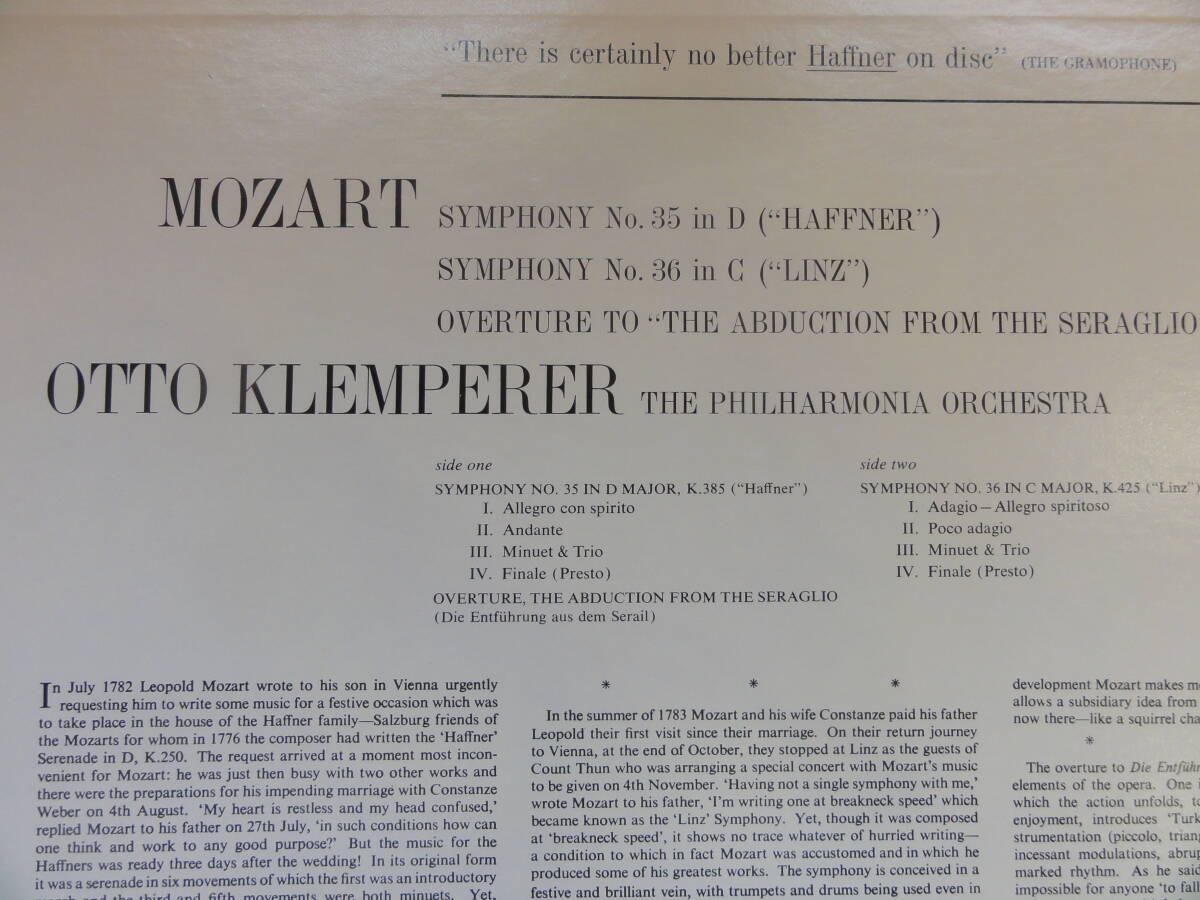 “There is certainly no better Haffner on disc” (THE GRAMOPHONE)
MOZART SYMPHONY No. 35 in D (“HAFFNER”)
SYMPHONY No. 36 in C (“LINZ”)
OVERTURE TO “THE ABDUCTION FROM THE SERAGLIO
OTTO KLEMPERER THE PHILHARMONIA ORCHESTRA
side one
SYMPHONY NO. 35 IN D MAJOR, K.385 (“Haffner”)
I. Allegro con spirito
II. Andante
III. Minuet & Trio
IV. Finale (Presto)
OVERTURE, THE ABDUCTION FROM THE SERAGLIO
(Die Entführung aus dem Serail)
side two
SYMPHONY NO. 36 IN C MAJOR, K.425 (“Linz”)
I. Adagio – Allegro spiritoso
II. Poco adagio
III. Minuet & Trio
IV. Finale (Presto)
In July 1782 Leopold Mozart wrote to his son in Vienna urgently
requesting him to write some music for a festive occasion which was
to take place in the house of the Haffner family—Salzburg friends of
the Mozarts for whom in 1776 the composer had written the ‘Haffner’
Serenade in D, K.250. The request arrived at a moment most incon-
venient for Mozart: he was just then busy with two other works and
there were the preparations for his impending marriage with Constanze
Weber on 4th August. ‘My heart is restless and my head confused,’
replied Mozart to his father on 27th July, ‘in such conditions how can
one think and work to any good purpose?’ But the music for the
Haffners was ready three days after the wedding! In its original form
it was a serenade in six movements of which the first was an introductory
march and the third and fifth movements were both minuets. Yet,
* * *
In the summer of 1783 Mozart and his wife Constanze paid his father
Leopold their first visit since their marriage. On their return journey
to Vienna, at the end of October, they stopped at Linz as the guests of
Count Thun who was arranging a special concert with Mozart's music
to be given on 4th November. ‘Having not a single symphony with me,’
wrote Mozart to his father, ‘I'm writing one at breakneck speed’ which
became known as the ‘Linz’ Symphony. Yet, though it was composed
at ‘breakneck speed’, it shows no trace whatever of hurried writing—
a condition to which in fact Mozart was accustomed and in which he
produced some of his greatest works. The symphony is conceived in a
festive and brilliant vein, with trumpets and drums being used even in
development Mozart makes
allows a subsidiary idea from
now there—like a squirrel
*
The overture to Die
elements of the opera. One
which the action unfolds,
enjoyment, introduces
strumentation (piccolo,
incessant modulations,
marked rhythm. As he said
impossible for anyone ‘to